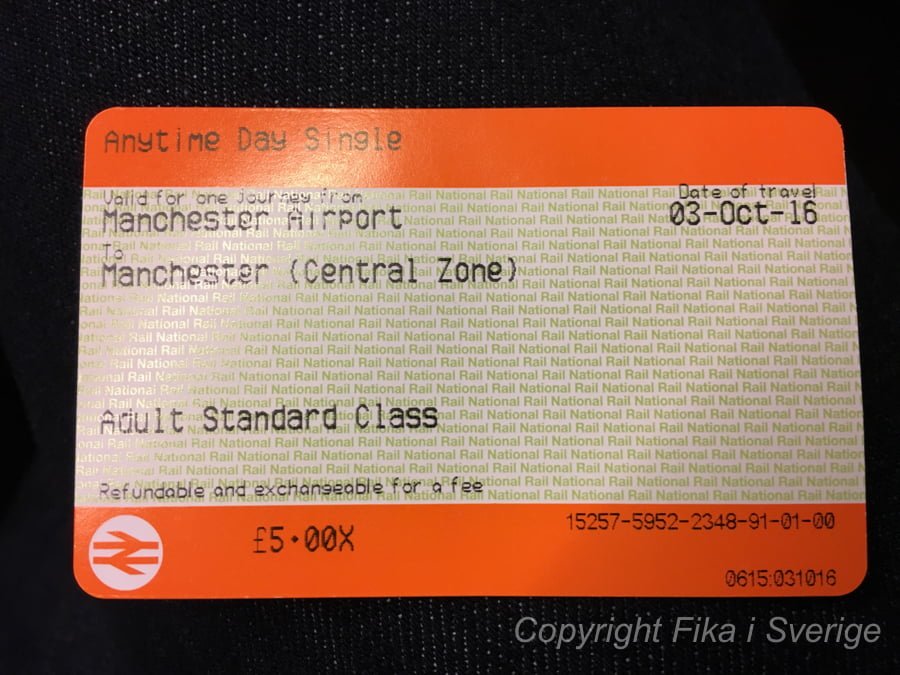 Anytime Day Single
Valid for one journey from
Date of travel
Manchester Airport
03-Oct-16
To
Manchester (Central Zone)
Adult Standard Class
Refundable and exchangeable for a fee
15257-5952-2348-91-01-00
£5·00X
0615:031016
Copyright Fika i Sverige